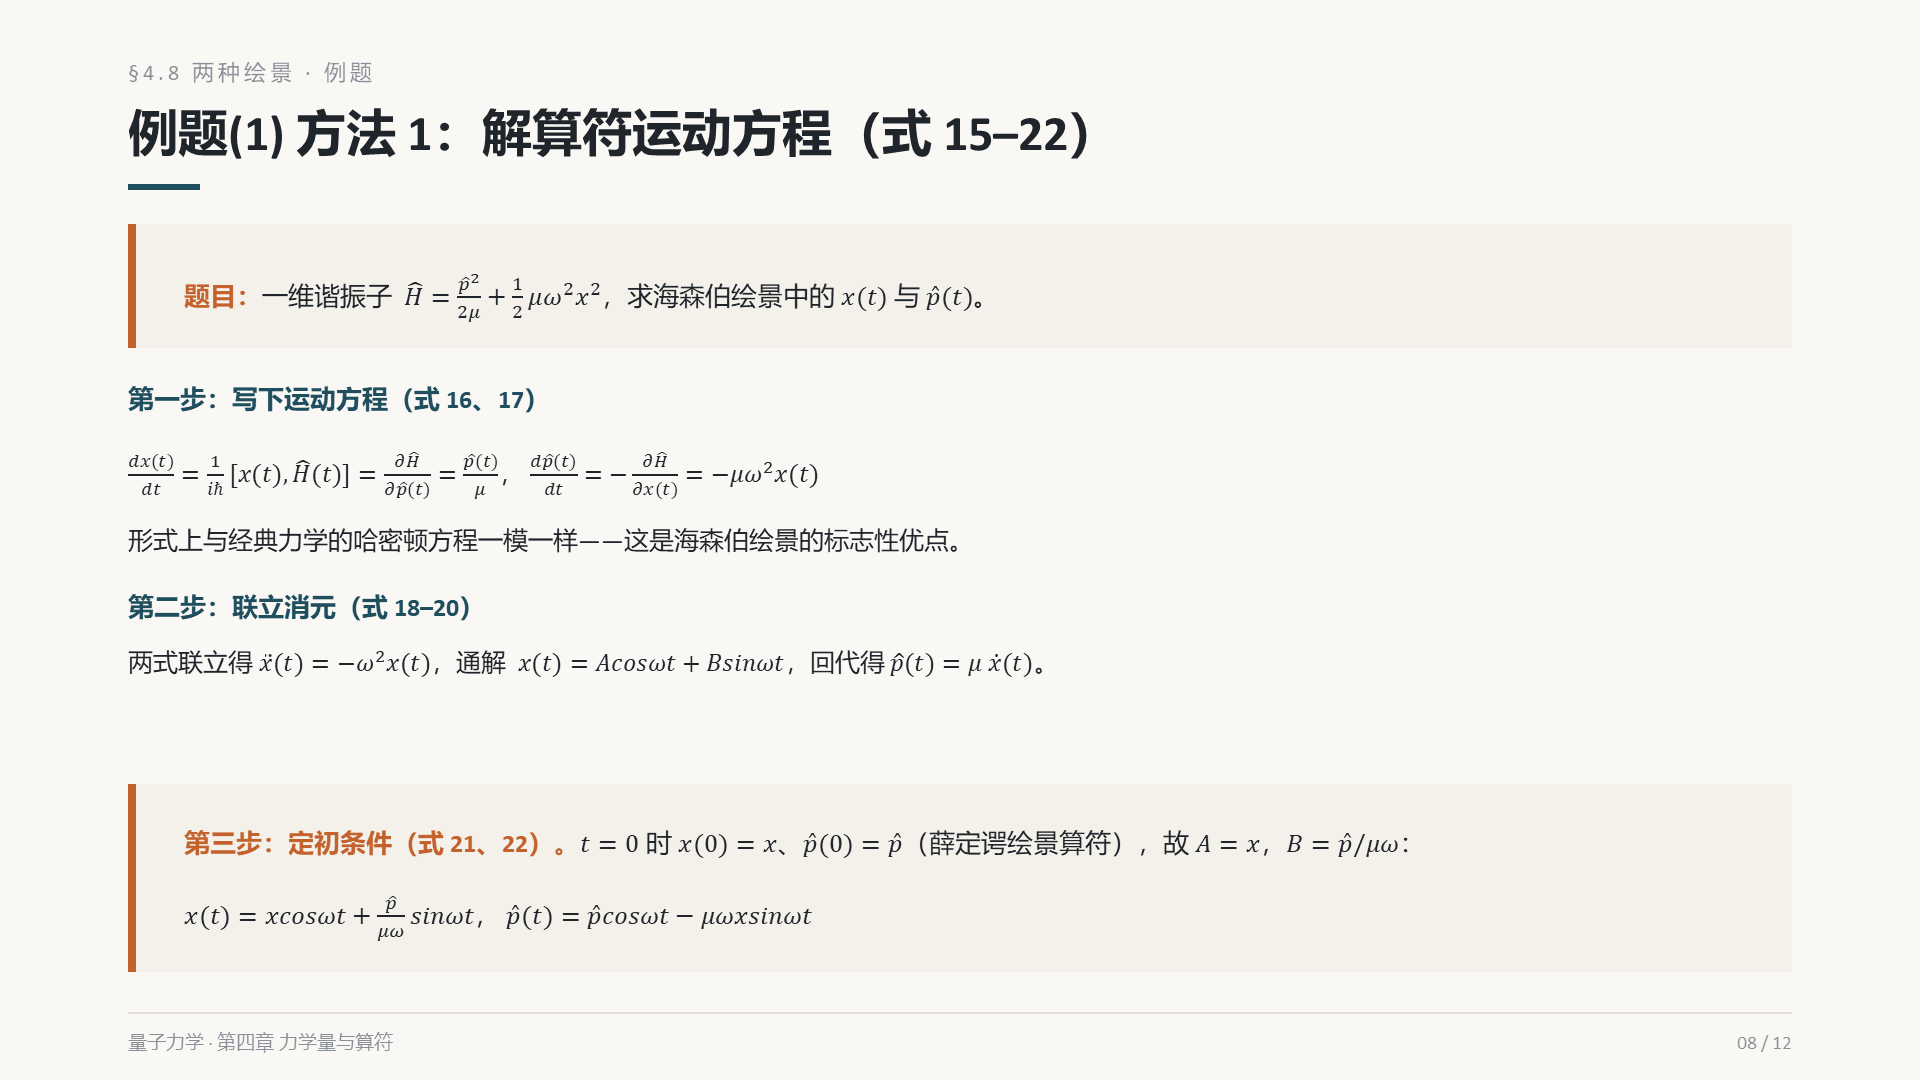 §4.8 两种绘景 · 例题
例题(1) 方法 1：解算符运动方程（式 15–22）
题目：一维谐振子 Ĥ = p̂²/2μ + 1/2 μω²x²，求海森伯绘景中的 x(t) 与 p̂(t)。
第一步：写下运动方程（式 16、17）
dx(t)/dt = 1/iħ [x(t), Ĥ(t)] = ∂Ĥ/∂p̂(t) = p̂(t)/μ， dp̂(t)/dt = − ∂Ĥ/∂x(t) = −μω²x(t)
形式上与经典力学的哈密顿方程一模一样——这是海森伯绘景的标志性优点。
第二步：联立消元（式 18–20）
两式联立得 ẍ(t) = −ω²x(t)，通解 x(t) = Acosωt + Bsinωt，回代得 p̂(t) = μ ẋ(t)。
第三步：定初条件（式 21、22）。t = 0 时 x(0) = x、p̂(0) = p̂（薛定谔绘景算符），故 A = x，B = p̂/μω：
x(t) = xcosωt + p̂/μω sinωt， p̂(t) = p̂cosωt − μωxsinωt
量子力学 · 第四章 力学量与算符
08 / 12